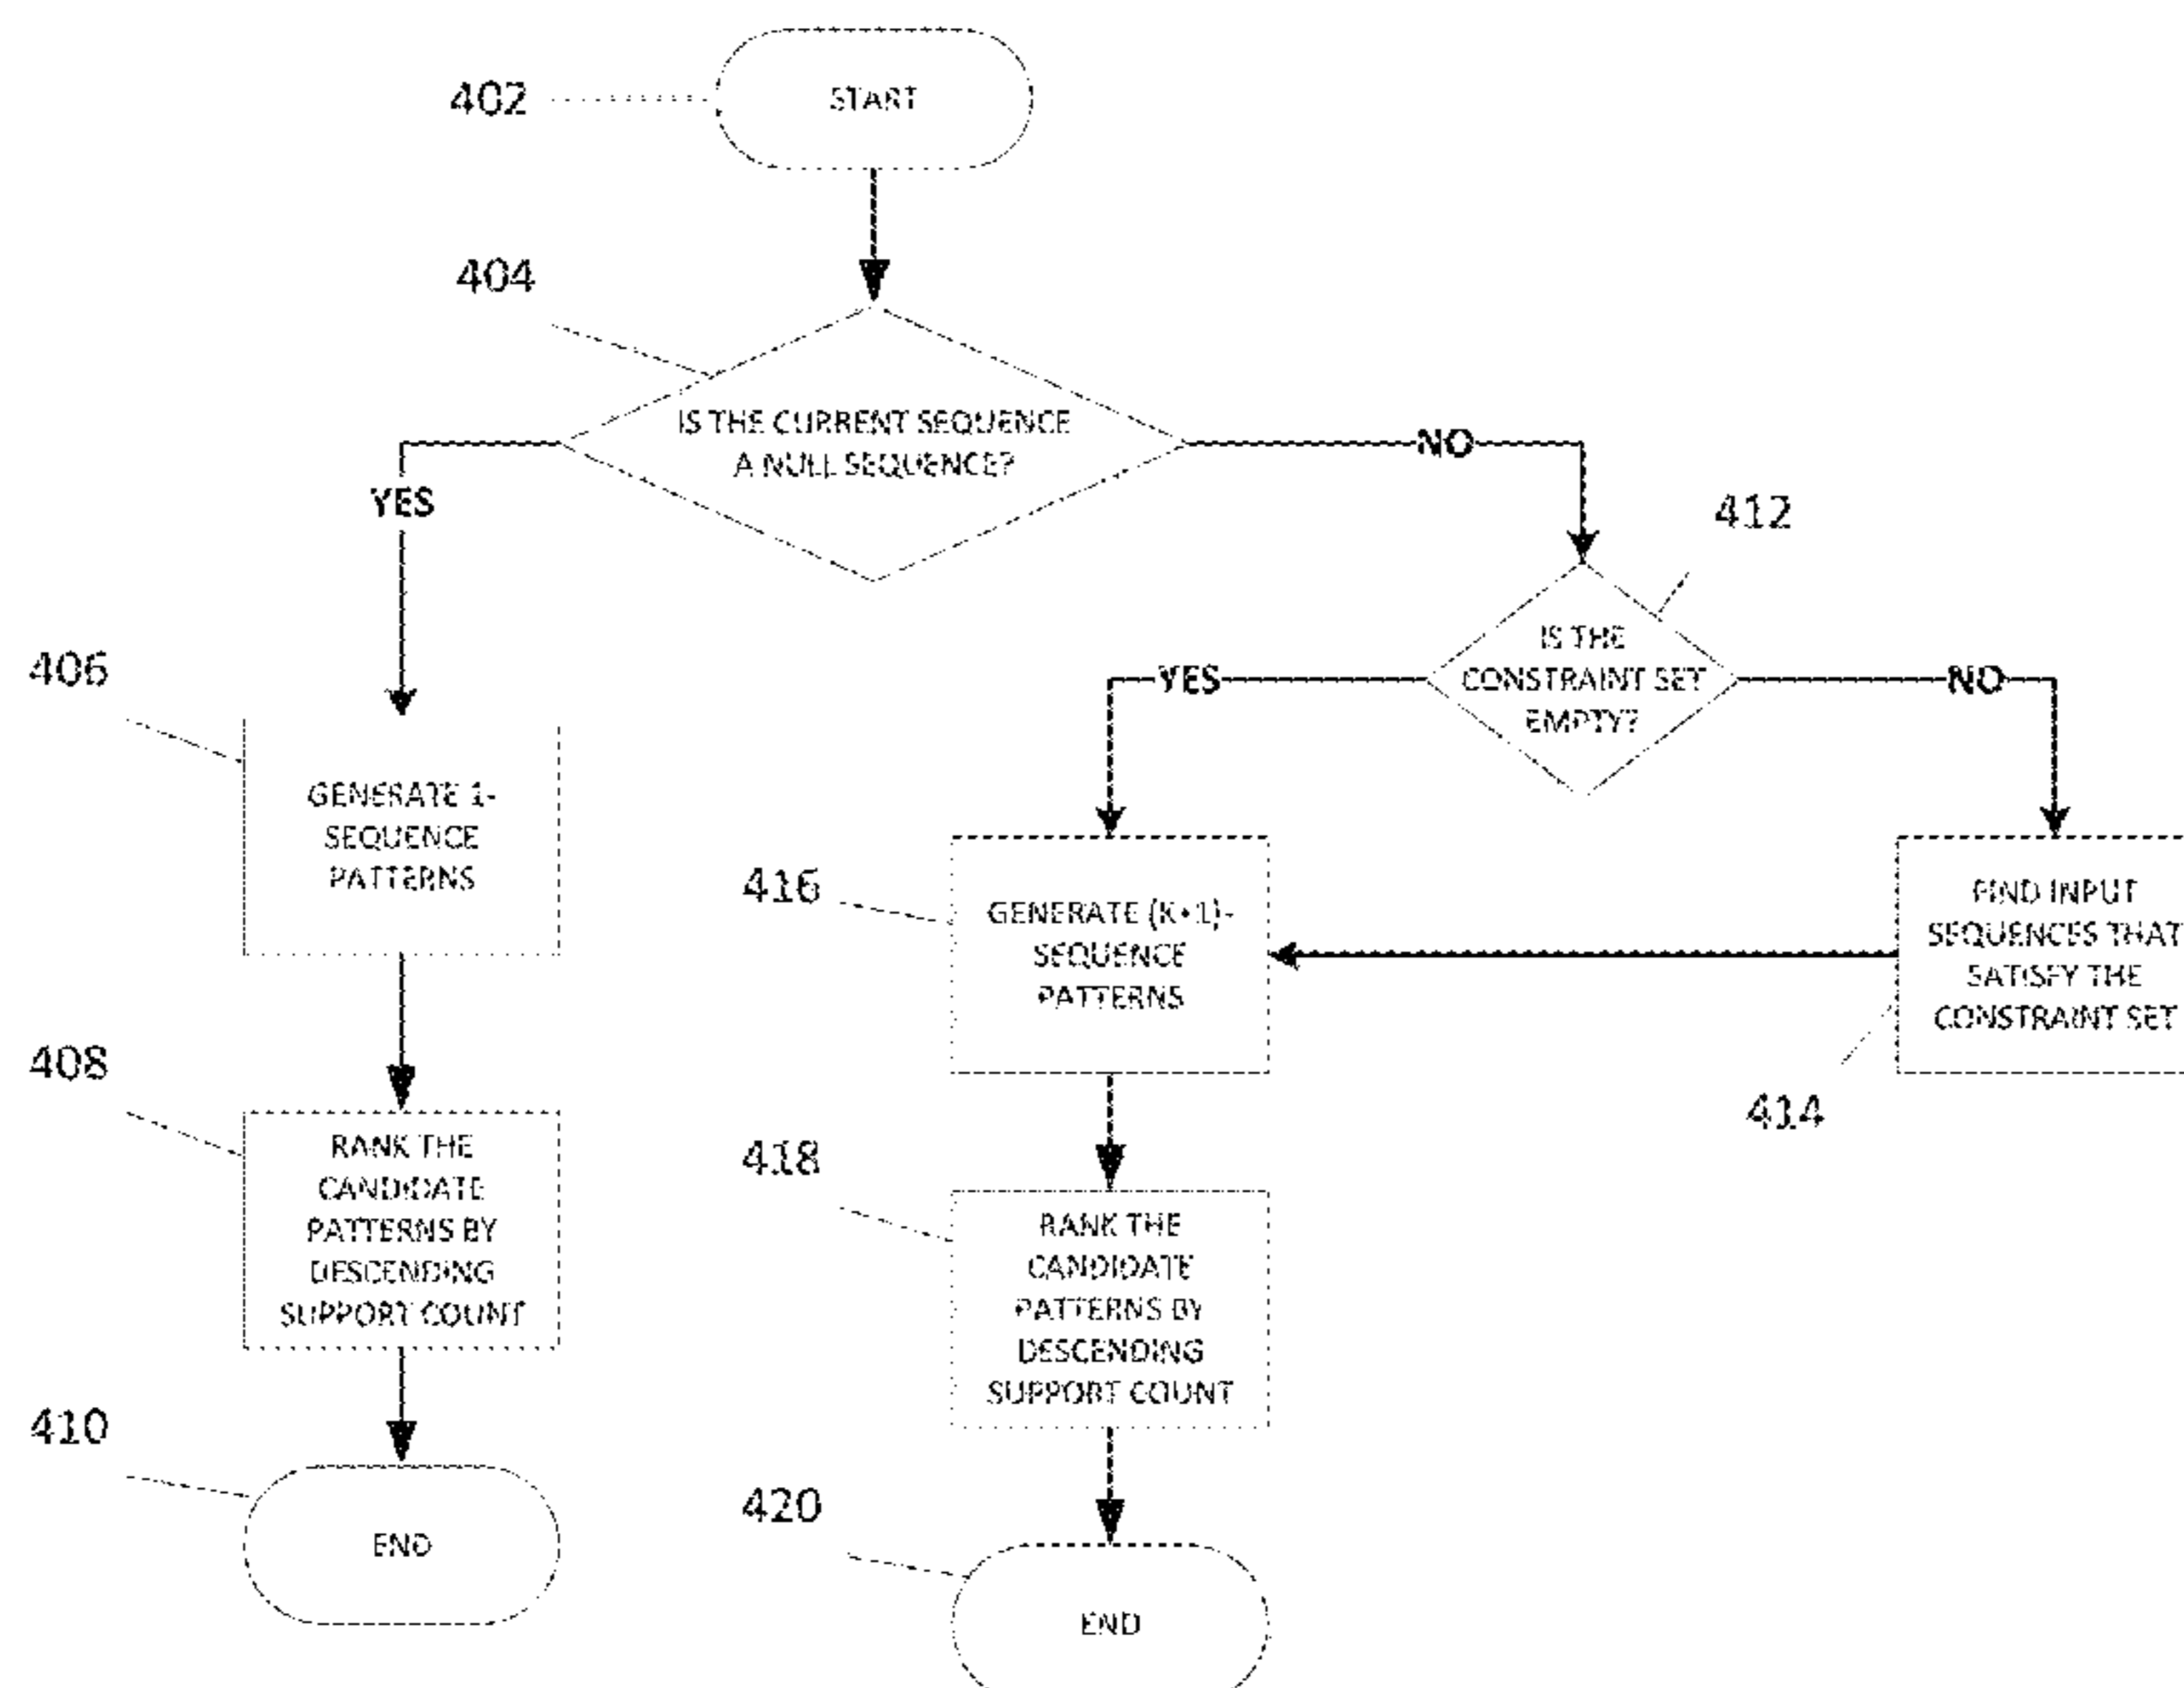 402
START
404
IS THE CURRENT SEQUENCE
A NULL SEQUENCE?
YES
NO
412
IS THE
CONSTRAINT SET
EMPTY?
YES
NO
406
GENERATE 1-
SEQUENCE
PATTERNS
416
GENERATE (K+1)-
SEQUENCE
PATTERNS
FIND INPUT
SEQUENCES THAT
SATISFY THE
CONSTRAINT SET
414
408
RANK THE
CANDIDATE
PATTERNS BY
DESCENDING
SUPPORT COUNT
418
RANK THE
CANDIDATE
PATTERNS BY
DESCENDING
SUPPORT COUNT
410
END
420
END